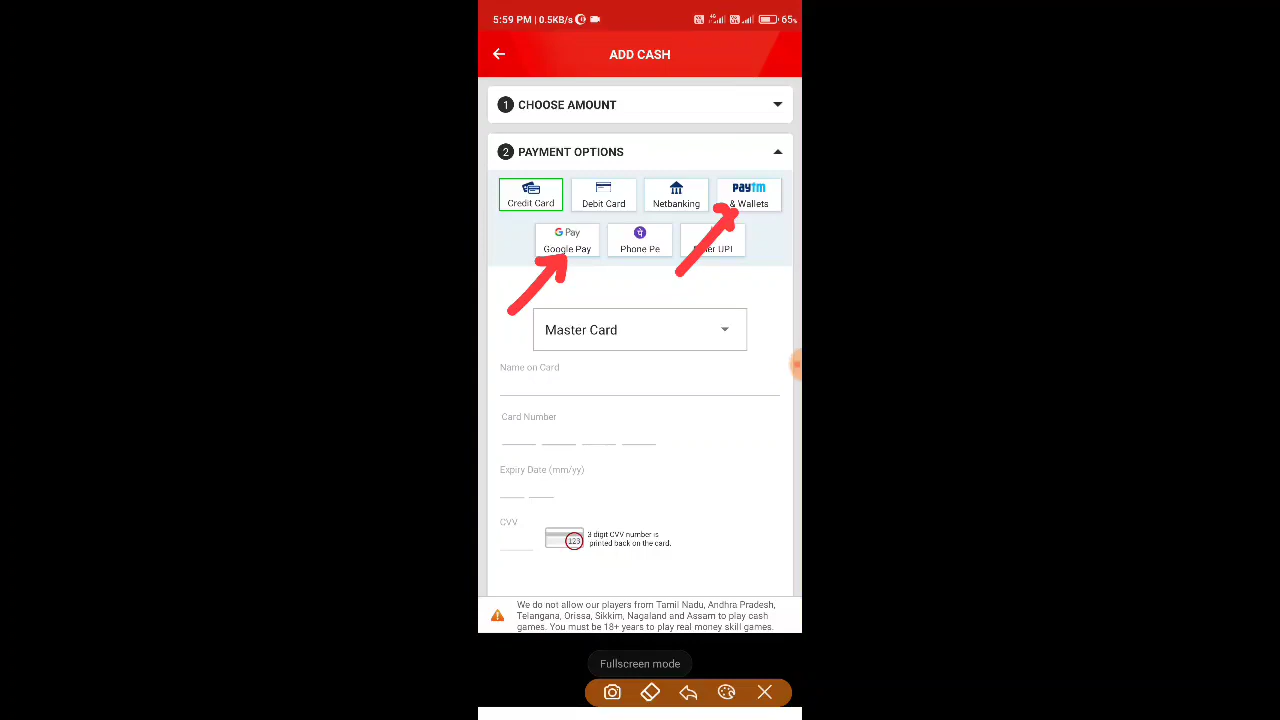 5:59 PM | 0.5KB/s
4G
65%
ADD CASH
1 CHOOSE AMOUNT
2 PAYMENT OPTIONS
Credit Card
Debit Card
Netbanking
Paytm
& Wallets
G Pay
Google Pay
Phone Pe
UPI
Master Card
Name on Card
Card Number
Expiry Date (mm/yy)
CVV
123
3 digit CVV number is
printed back on the card.
We do not allow our players from Tamil Nadu, Andhra Pradesh,
Telangana, Orissa, Sikkim, Nagaland and Assam to play cash
games. You must be 18+ years to play real money skill games.
Fullscreen mode